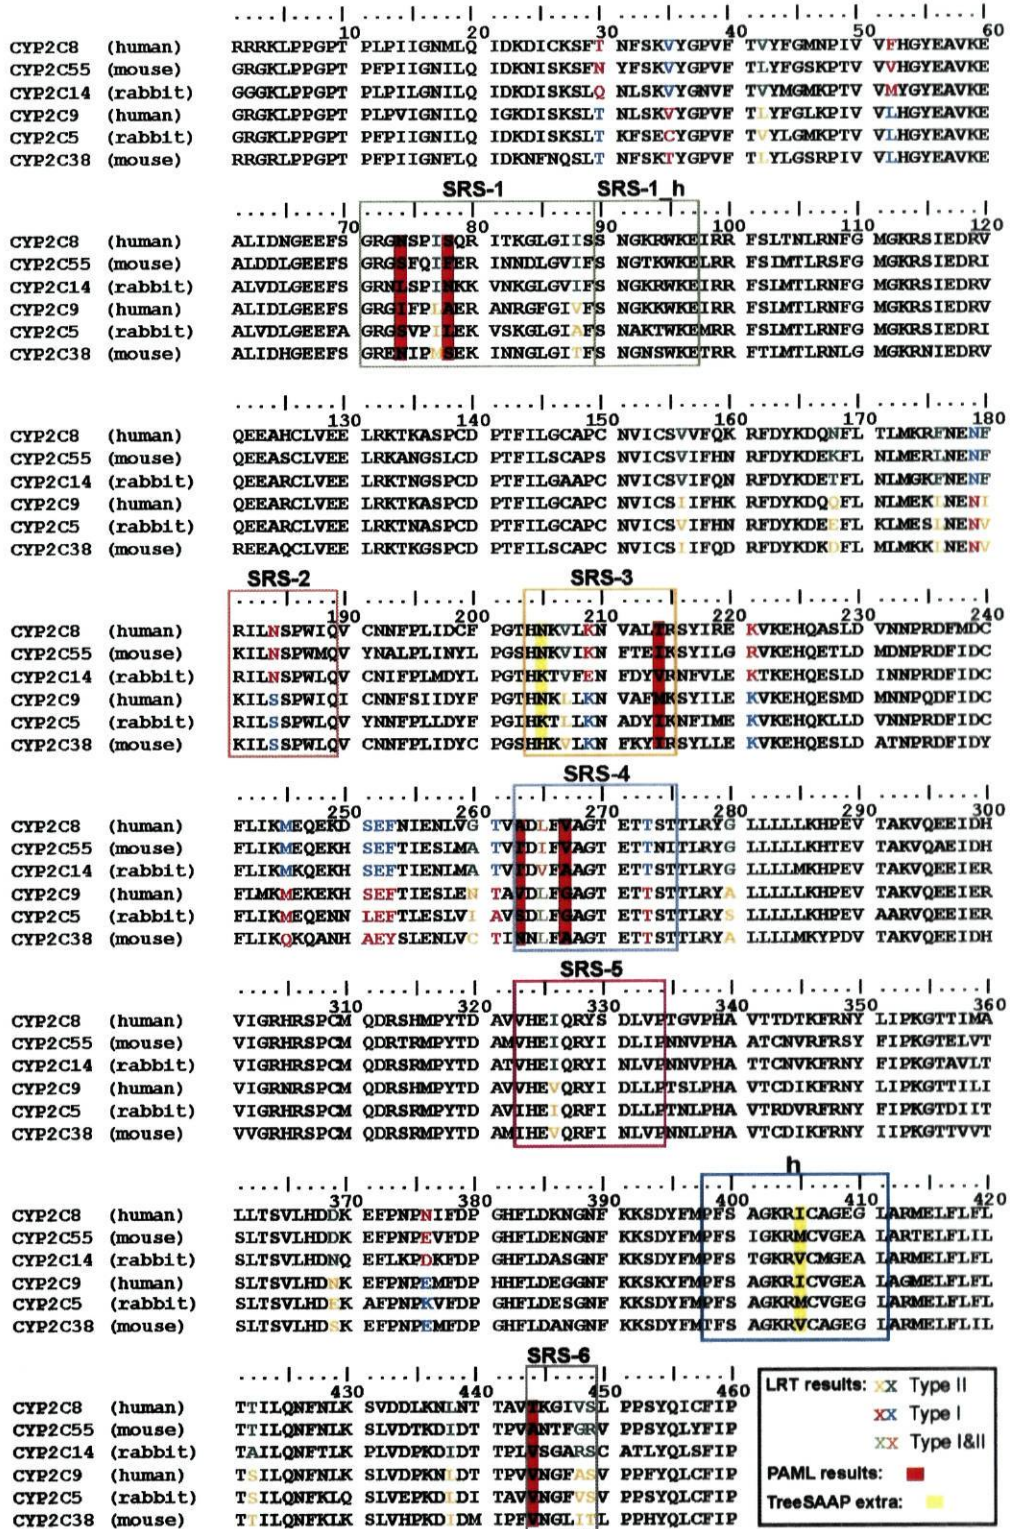 10 20 30 40 50 60
CYP2C8 (human) RRRKLPPGPT PLPIIGNMLQ IDKDICKSFT NFSKVYGPVF TVYFGMNPIV VFHGYEAVKE
CYP2C55 (mouse) GRGKLPPGPT PFPIIGNILQ IDKNISKSFN YFSKVYGPVF TLYFGSKPTV VVHGYEAVKE
CYP2C14 (rabbit) GGGKLPPGPT PLPILGNILQ IDKDISKSLQ NLSKVYGNVF TVYMGMKPTV VMYGYEAVKE
CYP2C9 (human) GRGKLPPGPT PLPVIGNILQ IGIKDISKSLT NLSKVYGPVF TLYFGLKPIV VLHGYEAVKE
CYP2C5 (rabbit) GRGKLPPGPT PFPIIGNILQ IDKDISKSLT KFSECYGPVF TVYLGMKPTV VLHGYEAVKE
CYP2C38 (mouse) RRGRLPPGPT PFPIIGNFLQ IDKNFNQSLT NFSKTYGPVF TLYLGSRPIV VLHGYEAVKE
SRS-1 SRS-1_h
70 80 90 100 110 120
CYP2C8 (human) ALIDNGEEFS GRGNSPISQR ITKGLGIISS NGKRWKEIRR FSLTNLRNFG MGKRSIEDRV
CYP2C55 (mouse) ALDDLGEEFS GRGSFQIFER INNDLGVIFS NGTKWKELRR FSIMTLRSFG MGKRSIEDRI
CYP2C14 (rabbit) ALVDLGEEFS GRNLSPINKK VNKGLGVIFS NGKRWKEIRR FSLMTLRNFG MGKRSIEDRV
CYP2C9 (human) ALIDLGEEFS GRGIFPLAER ANRGFGIVFS NGKKWKEIRR FSLMTLRNFG MGKRSIEDRV
CYP2C5 (rabbit) ALVDLGEEFA GRGSVPILEK VSKGLGIAFS NAKTWKEMRR FSLMTLRNFG MGKRSIEDRI
CYP2C38 (mouse) ALIDHGEEFS GRENIPMSEK INNGLGITFS NGNSWKETRR FTIMTLRNLG MGKRNIEDRV
130 140 150 160 170 180
CYP2C8 (human) QEEAHCLVEE LRKTKASPCD PTFILGCAPC NVICSVVFQK RFDYKDQNFL TLMKRFNENF
CYP2C55 (mouse) QEEASCLVEE LRKANGSLCD PTFILSCAPC NVICSVIFHN RFDYKDEKFL NLMERLNENF
CYP2C14 (rabbit) QEEARCLVEE LRKTNGSPCD PTFILGAAPC NVICSVIFQN RFDYKDETFL NLMGKFNENF
CYP2C9 (human) QEEARCLVEE LRKTKASPCD PTFILGCAPC NVICSIIFHK RFDYKDQQFL NLMEKLNENI
CYP2C5 (rabbit) QEEARCLVEE LRKTNASPCD PTFILGCAPC NVICSVIFHN RFDYKDEEFL KLMESLNENV
CYP2C38 (mouse) REEAQCLVEE LRKTKGSPCD PTFILSCAPC NVICSIIFQD RFDYKDKDFL MLMKKLNENV
SRS-2 SRS-3
190 200 210 220 230 240
CYP2C8 (human) RILNSPWIQV CNNFPLLIDCF PGTHNKVLKN VALTRSYIRE KVKEHQASLD VNNPRDFMDC
CYP2C55 (mouse) KILNSPWMQV YNALPLLINYL PGSHNKVIKN FTEIKSYILG RVKEHQETLD MDNPRDFIDC
CYP2C14 (rabbit) RILNSPWLQV CNIFPLLMDYL PGTHKTVFEN FDYVRNFVLE KTKEHQESLD INNPRDFIDC
CYP2C9 (human) KILSSPWIQI CNNFSPIIDYF PGTHNKLLKN VAFMKSYILE KVKEHQESMD MNNPQDFIDC
CYP2C5 (rabbit) RILSSPWLQV YNNFPLLLDYF PGIHKTLLKN ADYIKNFIME KVKEHQKLLD VNNPRDFIDC
CYP2C38 (mouse) KILSSPWLQV CNNFPLLIDYC PGSHHKVLKN FKYIRSYLLE KVKEHQESLD ATNPRDFIDY
SRS-4
250 260 270 280 290 300
CYP2C8 (human) FLIKMEQEKD SEFNIENLVG TVADLFVAGT ETTSTTLRYG LLLLLKHPEV TAKVQEEIDH
CYP2C55 (mouse) FLIKMEQEKH SEFTIESLMA TVTDIFVAGT ETTNITLRYG LLLLLKHTEV TAKVQAEIDH
CYP2C14 (rabbit) FLIKMKQEKH SEFTIESLVA TVTDVFAAGT ETTSTTLRYG LLLLMKHPEV TAKVQEEIDH
CYP2C9 (human) FLMKMEKEKH SEFTIESLEN TAVDLFGAGT ETTSTTLRYA LLLLLKHPEV TAKVQEEIER
CYP2C5 (rabbit) FLIKMEQENN LEFTLESLVI AVSDLFGAGT ETTSTTLRYS LLLLLKHPEV AARVQEEIER
CYP2C38 (mouse) FLIKQKQANH AEYSLENLVC TINNLFAAGT ETTSTTLRYA LLLLMKYPDV TAKVQEEIDH
SRS-5
310 320 330 340 350 360
CYP2C8 (human) VIGRHRSPCM QDRSHMPYTD AVVHEIQRYS DLVPTGVPHA VTTDTKFRNY LIPKGTTIMA
CYP2C55 (mouse) VIGRHRSPCM QDRTRMPYTD AMVHEIQRYI DLIPNNVPHA ATCNVRFRSY FIPKGTELVT
CYP2C14 (rabbit) VIGRHRSPCM QDRSRMPYTD ATVHEIQRYI NLVPNNVPHA TTCNVKFRNY LIPKGTAVLT
CYP2C9 (human) VIGRNRSPCM QDRSHMPYTD AVVHEVQRYI DLLPTSLPHA VTCDIKFRNY LIPKGTTILI
CYP2C5 (rabbit) VIGRHRSPCM QDRSRMPYTD AVIHEIQRFI DLLPTNLPHA VTRDVRFRNY FIPKGTDIIT
CYP2C38 (mouse) VVGRHRSPCM QDRSRMPYTD AMIHEVQRFI NLVPNNLPHA VTCDIKFRNY IIPKGTTVVT
h
370 380 390 400 410 420
CYP2C8 (human) LLTSVLHDDK EFPNPNIFDP GHFLDKNGNF KKSDYFMPFS AGKRICAGEG LARMELFLFL
CYP2C55 (mouse) SLTSVLHDDK EFPNPEVFDP GHFLDENGNF KKSDYFMPFS IGKRMCVGEA LARTELFLIL
CYP2C14 (rabbit) SLTSVLHDNQ EFLKPDKFDP GHFLDASGNF KKSDYFMPFS TGKRVCMGEA LARMELFLFL
CYP2C9 (human) SLTSVLHDNK EFPNPEMFDP HHFLDEGGNF KKSKYFMPFS AGKRICVGEA LAGMELFLFL
CYP2C5 (rabbit) SLTSVLHDEK AFPNPKVFDP GHFLDESGNF KKSDYFMPFS AGKRMCVGEG LARMELFLFL
CYP2C38 (mouse) SLTSVLHDSK EFPNPEMFDP GHFLDANGNF KKSDYFMTFS AGKRVCAGEG LARMELFLIL
SRS-6
430 440 450 460
CYP2C8 (human) TTILQNFNLK SVDDLKNLNT TAVTKGIVSL PPSYQICFIP
CYP2C55 (mouse) TTILQNFNLK SLVDTKDIDT TPVANTFGRV PPSYQLYFIP
CYP2C14 (rabbit) TAILQNFTLK PLVDPKDIDT TPLVSGARSC ATLYQLSFIP
CYP2C9 (human) TSILQNFNLK SLVDPKNLDT TPVVNGFASV PPFYQLCFIP
CYP2C5 (rabbit) TSILQNFKLQ SLVEPKDLDI TAVVNGFVSV PPSYQLCFIP
CYP2C38 (mouse) TTILQNFKLK SLVHPKDIDM IPFVNGLITL PPHYQLCFIP
LRT results: XX Type II
XX Type I
XX Type I&II
PAML results:
TreeSAAP extra: